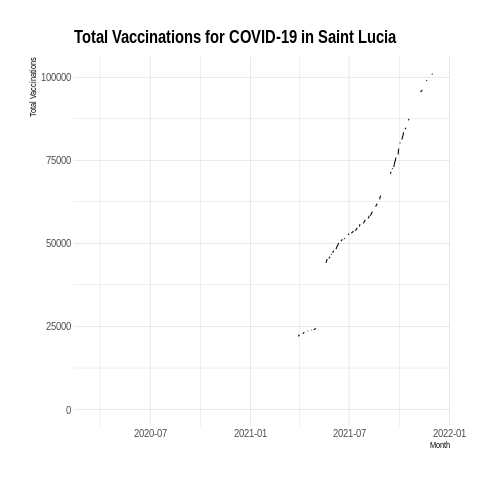 Total Vaccinations for COVID-19 in Saint Lucia
Total Vaccinations
100000
75000
50000
25000
0
2020-07 2021-01 2021-07 2022-01
Month